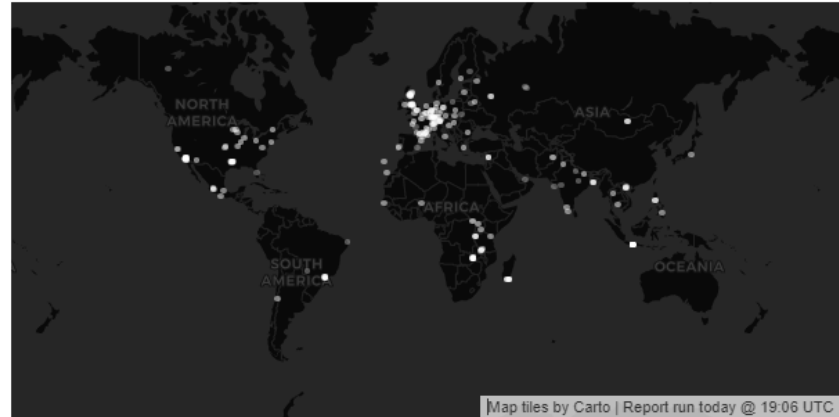 NORTH
AMERICA
ASIA
AFRICA
SOUTH
AMERICA
OCEANIA
Map tiles by Carto | Report run today @ 19:06 UTC